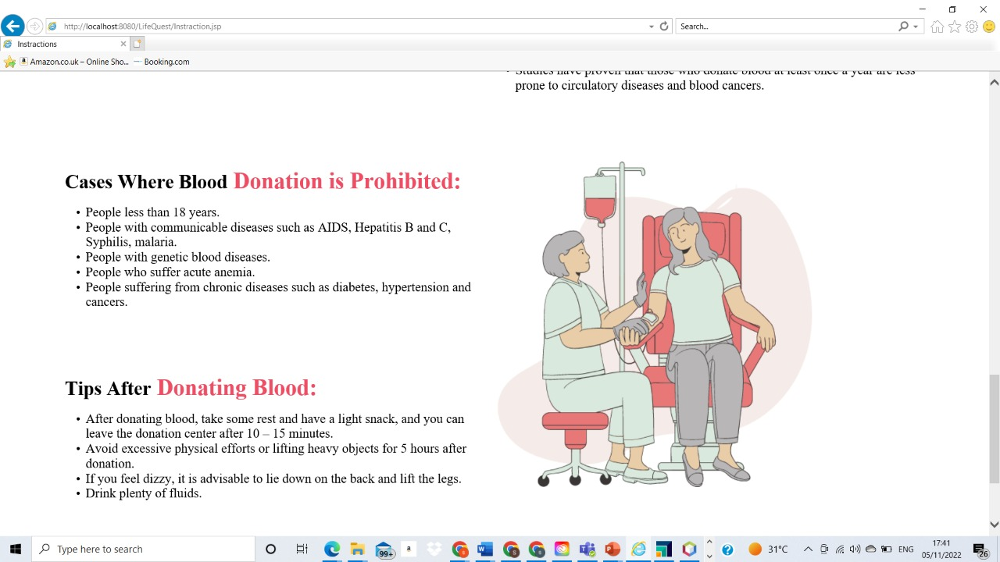 http://localhost:8080/LifeQuest/Instraction.jsp
Search...
Instractions
Amazon.co.uk – Online Sho...
Booking.com
• Studies have proven that those who donate blood at least once a year are less
prone to circulatory diseases and blood cancers.
Cases Where Blood Donation is Prohibited:
• People less than 18 years.
• People with communicable diseases such as AIDS, Hepatitis B and C,
Syphilis, malaria.
• People with genetic blood diseases.
• People who suffer acute anemia.
• People suffering from chronic diseases such as diabetes, hypertension and
cancers.
Tips After Donating Blood:
• After donating blood, take some rest and have a light snack, and you can
leave the donation center after 10 – 15 minutes.
• Avoid excessive physical efforts or lifting heavy objects for 5 hours after
donation.
• If you feel dizzy, it is advisable to lie down on the back and lift the legs.
• Drink plenty of fluids.
Type here to search
99+
31°C
ENG
17:41
05/11/2022
26